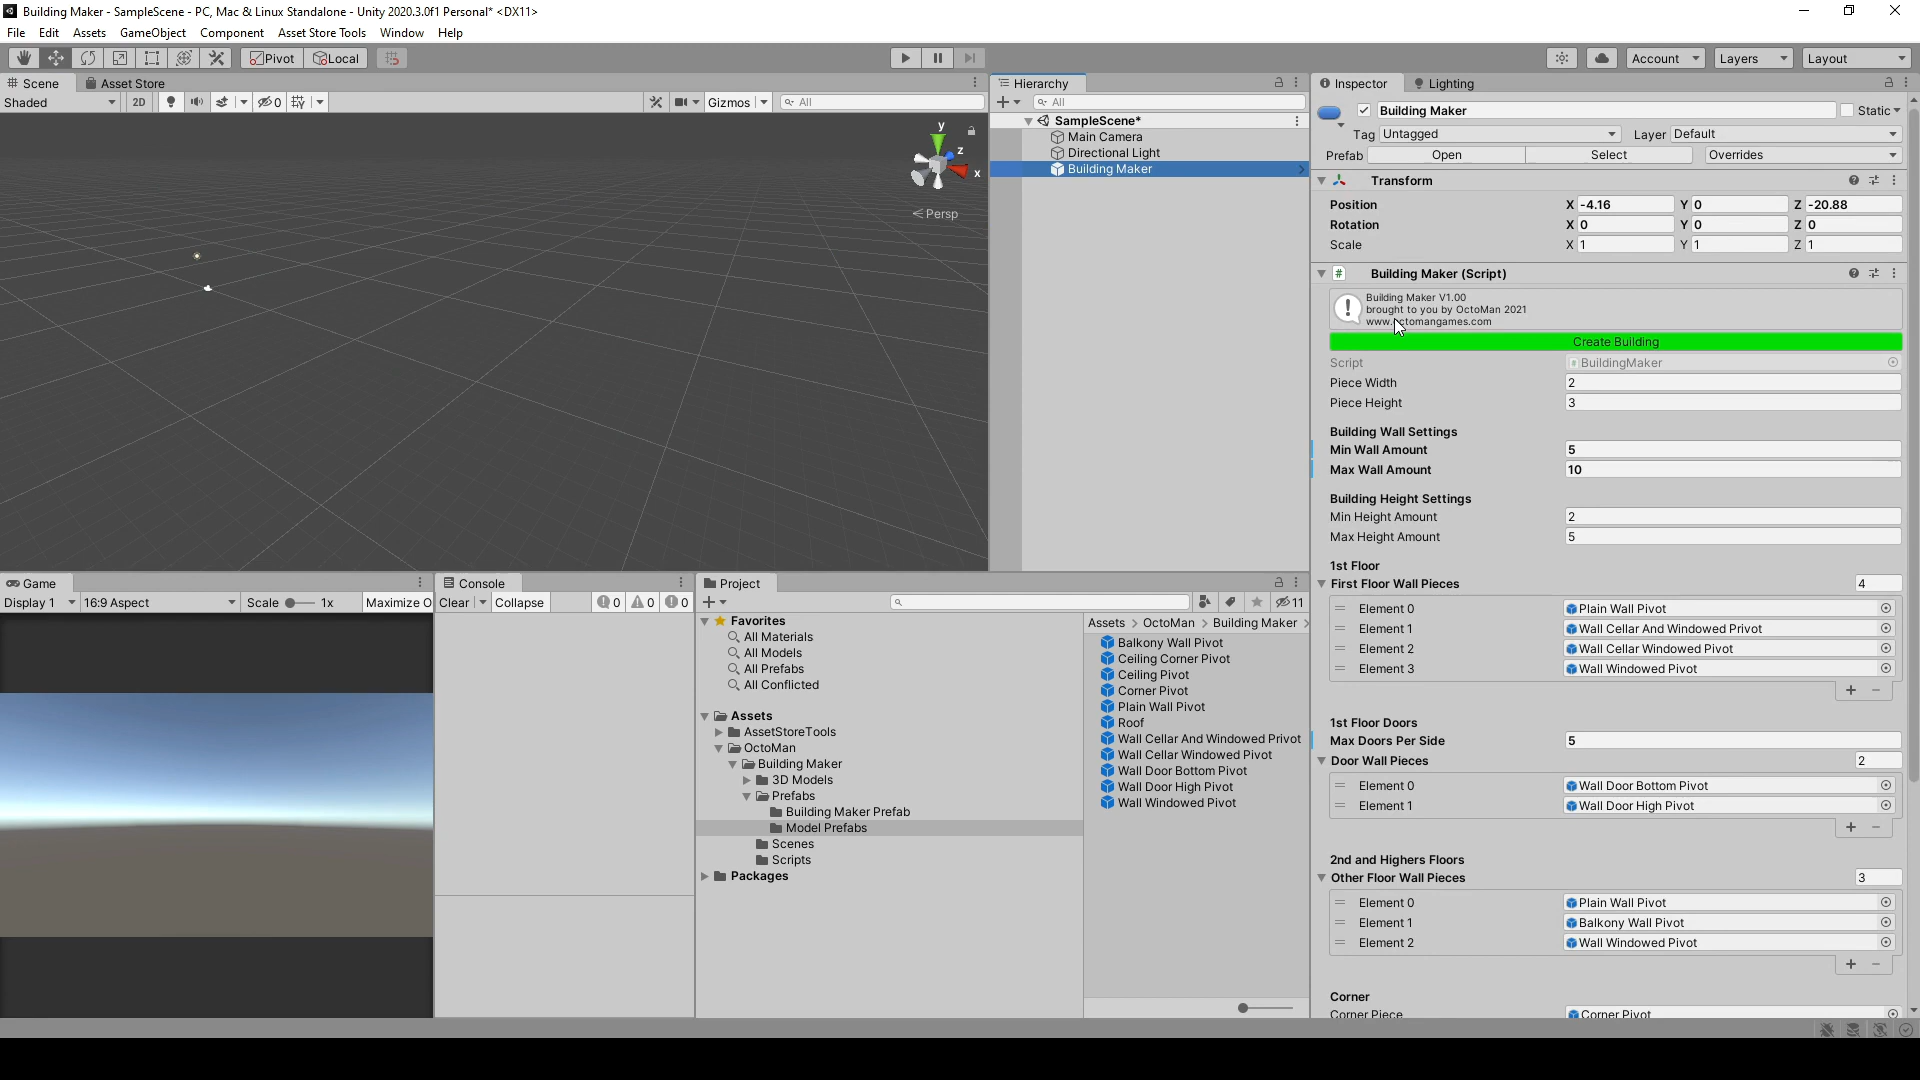 Building Maker - SampleScene - PC, Mac & Linux Standalone - Unity 2020.3.0f1 Personal* <DX11>
File Edit Assets GameObject Component Asset Store Tools Window Help
Pivot Local Account Layers Layout
Scene Asset Store
Shaded 2D 0 Gizmos All
y
z
x
Persp
Hierarchy
All
SampleScene*
Main Camera
Directional Light
Building Maker
Inspector Lighting
Building Maker Static
Tag Untagged Layer Default
Prefab Open Select Overrides
Transform
Position X -4.16 Y 0 Z -20.88
Rotation X 0 Y 0 Z 0
Scale X 1 Y 1 Z 1
# Building Maker (Script)
Building Maker V1.00
brought to you by OctoMan 2021
www.octomangames.com
Create Building
Script BuildingMaker
Piece Width 2
Piece Height 3
Building Wall Settings
Min Wall Amount 5
Max Wall Amount 10
Building Height Settings
Min Height Amount 2
Max Height Amount 5
1st Floor
First Floor Wall Pieces 4
Element 0 Plain Wall Pivot
Element 1 Wall Cellar And Windowed Privot
Element 2 Wall Cellar Windowed Pivot
Element 3 Wall Windowed Pivot
1st Floor Doors
Max Doors Per Side 5
Door Wall Pieces 2
Element 0 Wall Door Bottom Pivot
Element 1 Wall Door High Pivot
2nd and Highers Floors
Other Floor Wall Pieces 3
Element 0 Plain Wall Pivot
Element 1 Balkony Wall Pivot
Element 2 Wall Windowed Pivot
Corner
Corner Piece Corner Pivot
Game
Display 1 16:9 Aspect Scale 1x Maximize O
Console
Clear Collapse 0 0 0
Project
11
Favorites
All Materials
All Models
All Prefabs
All Conflicted
Assets
AssetStoreTools
OctoMan
Building Maker
3D Models
Prefabs
Building Maker Prefab
Model Prefabs
Scenes
Scripts
Packages
Assets > OctoMan > Building Maker >
Balkony Wall Pivot
Ceiling Corner Pivot
Ceiling Pivot
Corner Pivot
Plain Wall Pivot
Roof
Wall Cellar And Windowed Privot
Wall Cellar Windowed Pivot
Wall Door Bottom Pivot
Wall Door High Pivot
Wall Windowed Pivot